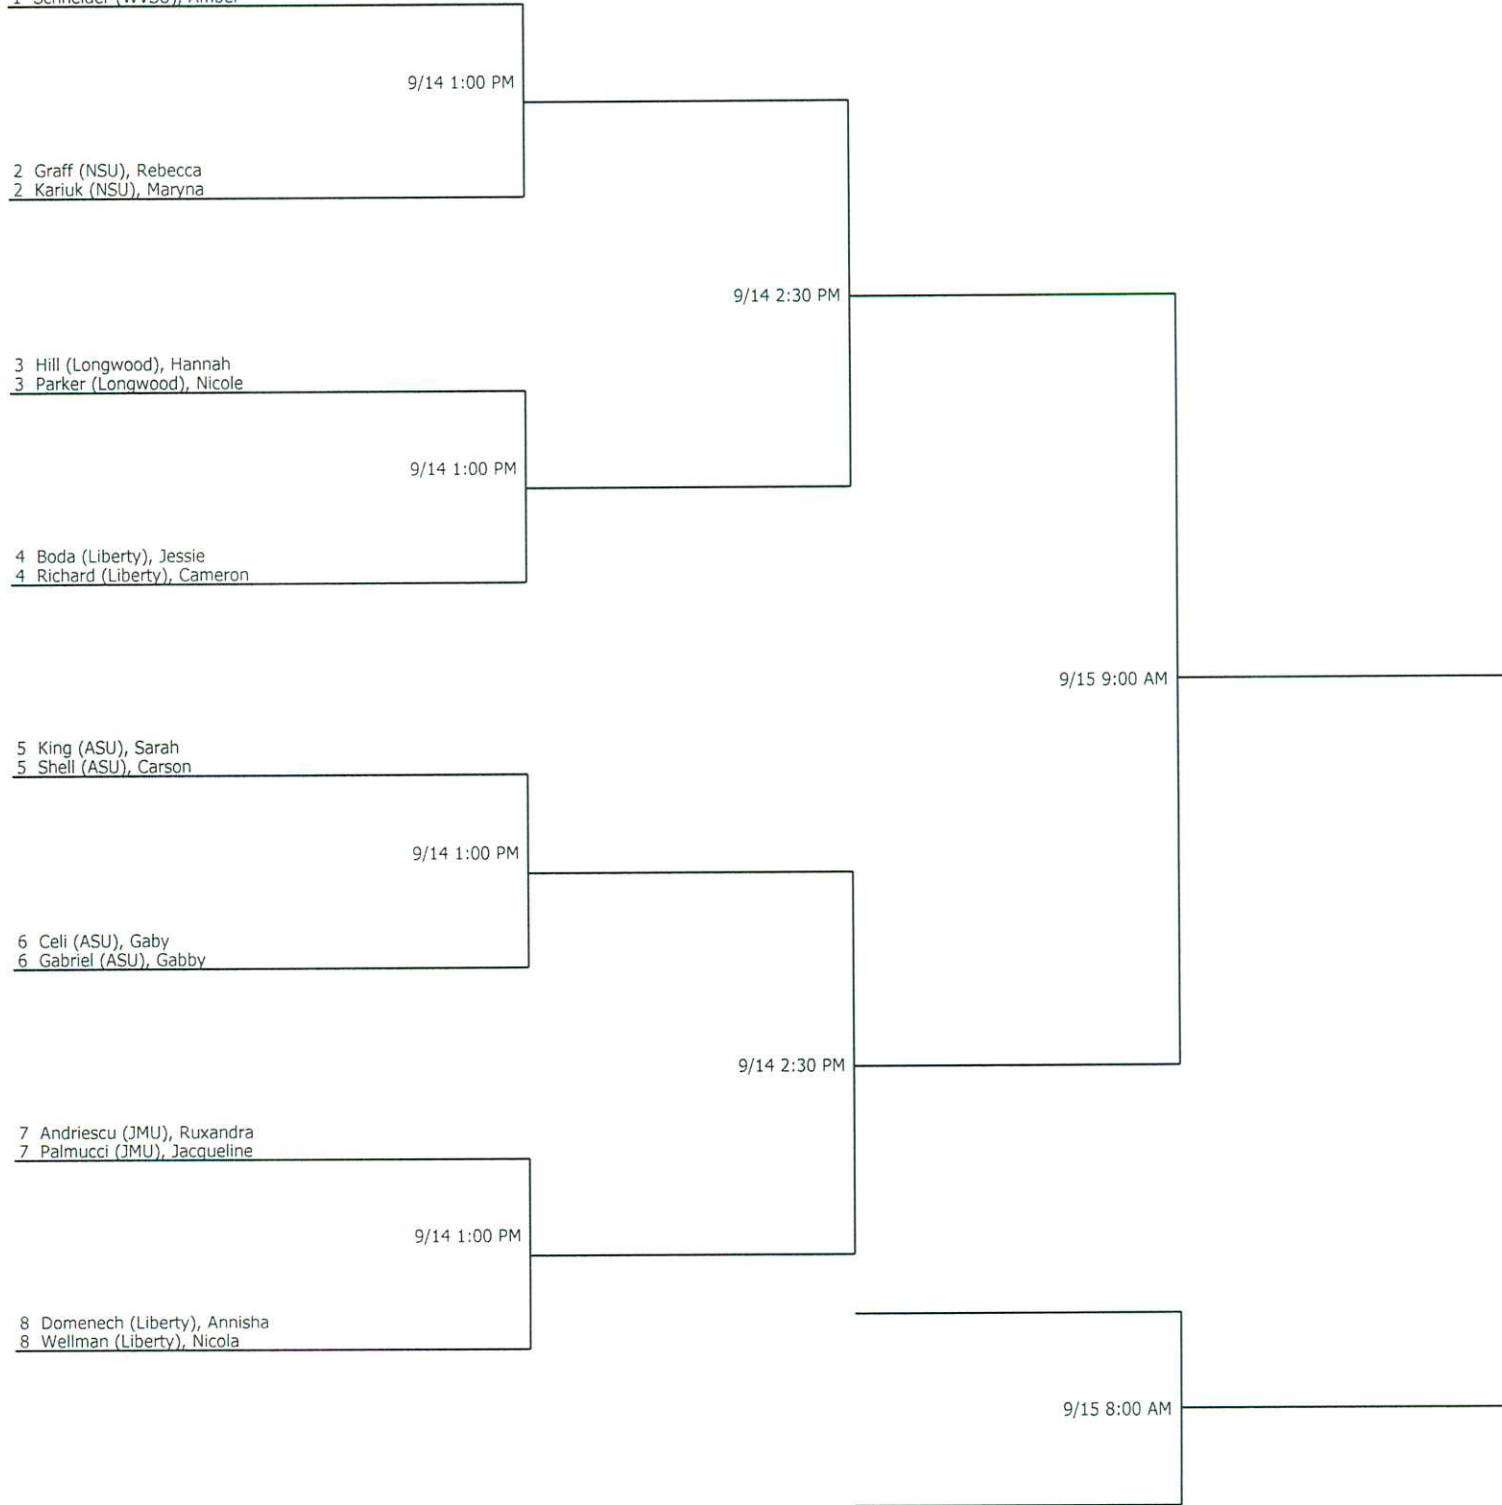 1 Schneider (WVSU), Amber
9/14 1:00 PM
2 Graff (NSU), Rebecca
2 Kariuk (NSU), Maryna
9/14 2:30 PM
3 Hill (Longwood), Hannah
3 Parker (Longwood), Nicole
9/14 1:00 PM
4 Boda (Liberty), Jessie
4 Richard (Liberty), Cameron
9/15 9:00 AM
5 King (ASU), Sarah
5 Shell (ASU), Carson
9/14 1:00 PM
6 Celi (ASU), Gaby
6 Gabriel (ASU), Gabby
9/14 2:30 PM
7 Andriescu (JMU), Ruxandra
7 Palmucci (JMU), Jacqueline
9/14 1:00 PM
8 Domenech (Liberty), Annisha
8 Wellman (Liberty), Nicola
9/15 8:00 AM